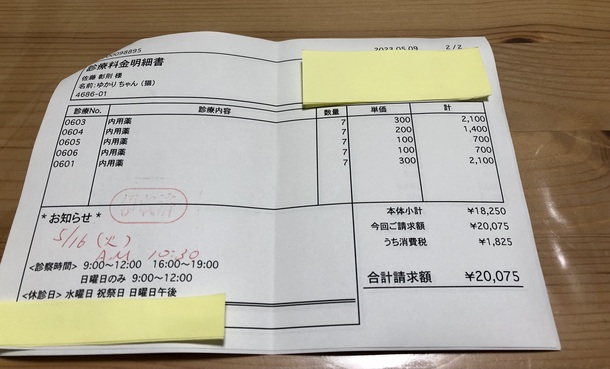 2023.05.09 2/2
診療料金明細書
佐藤 彰則 様
名前:ゆかり ちゃん (猫)
4686-01
診療No. 診療内容 数量 単価 計
0603 内用薬 7 300 2,100
0604 内用薬 7 200 1,400
0605 内用薬 7 100 700
0606 内用薬 7 100 700
0601 内用薬 7 300 2,100
本体小計 ¥18,250
今回ご請求額 ¥20,075
うち消費税 ¥1,825
合計請求額 ¥20,075
* お知らせ *
5/16 (火)
AM 10:30
<診察時間> 9:00〜12:00 16:00〜19:00
日曜日のみ 9:00〜12:00
<休診日> 水曜日 祝祭日 日曜日午後